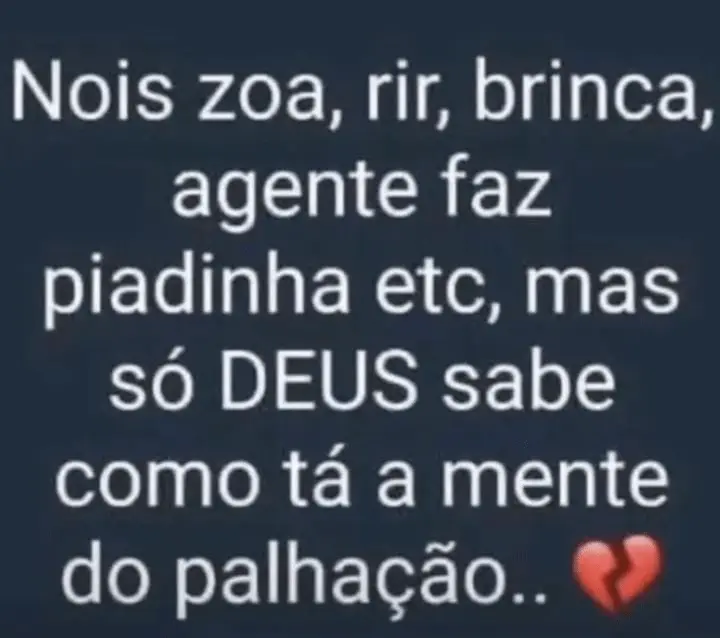 Nois zoa, rir, brinca,
agente faz
piadinha etc, mas
só DEUS sabe
como tá a mente
do palhação.. 💔